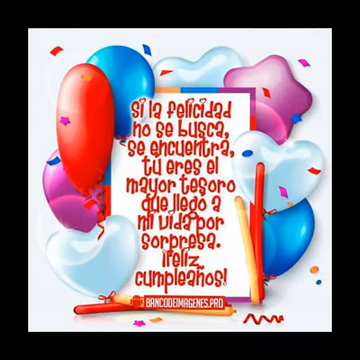 Si la felicidad
no se busca,
se encuentra,
tu eres el
mayor tesoro
que llegó a
mi vida por
sorpresa.
¡Feliz
cumpleaños!
BANCODEIMAGENES.PRO